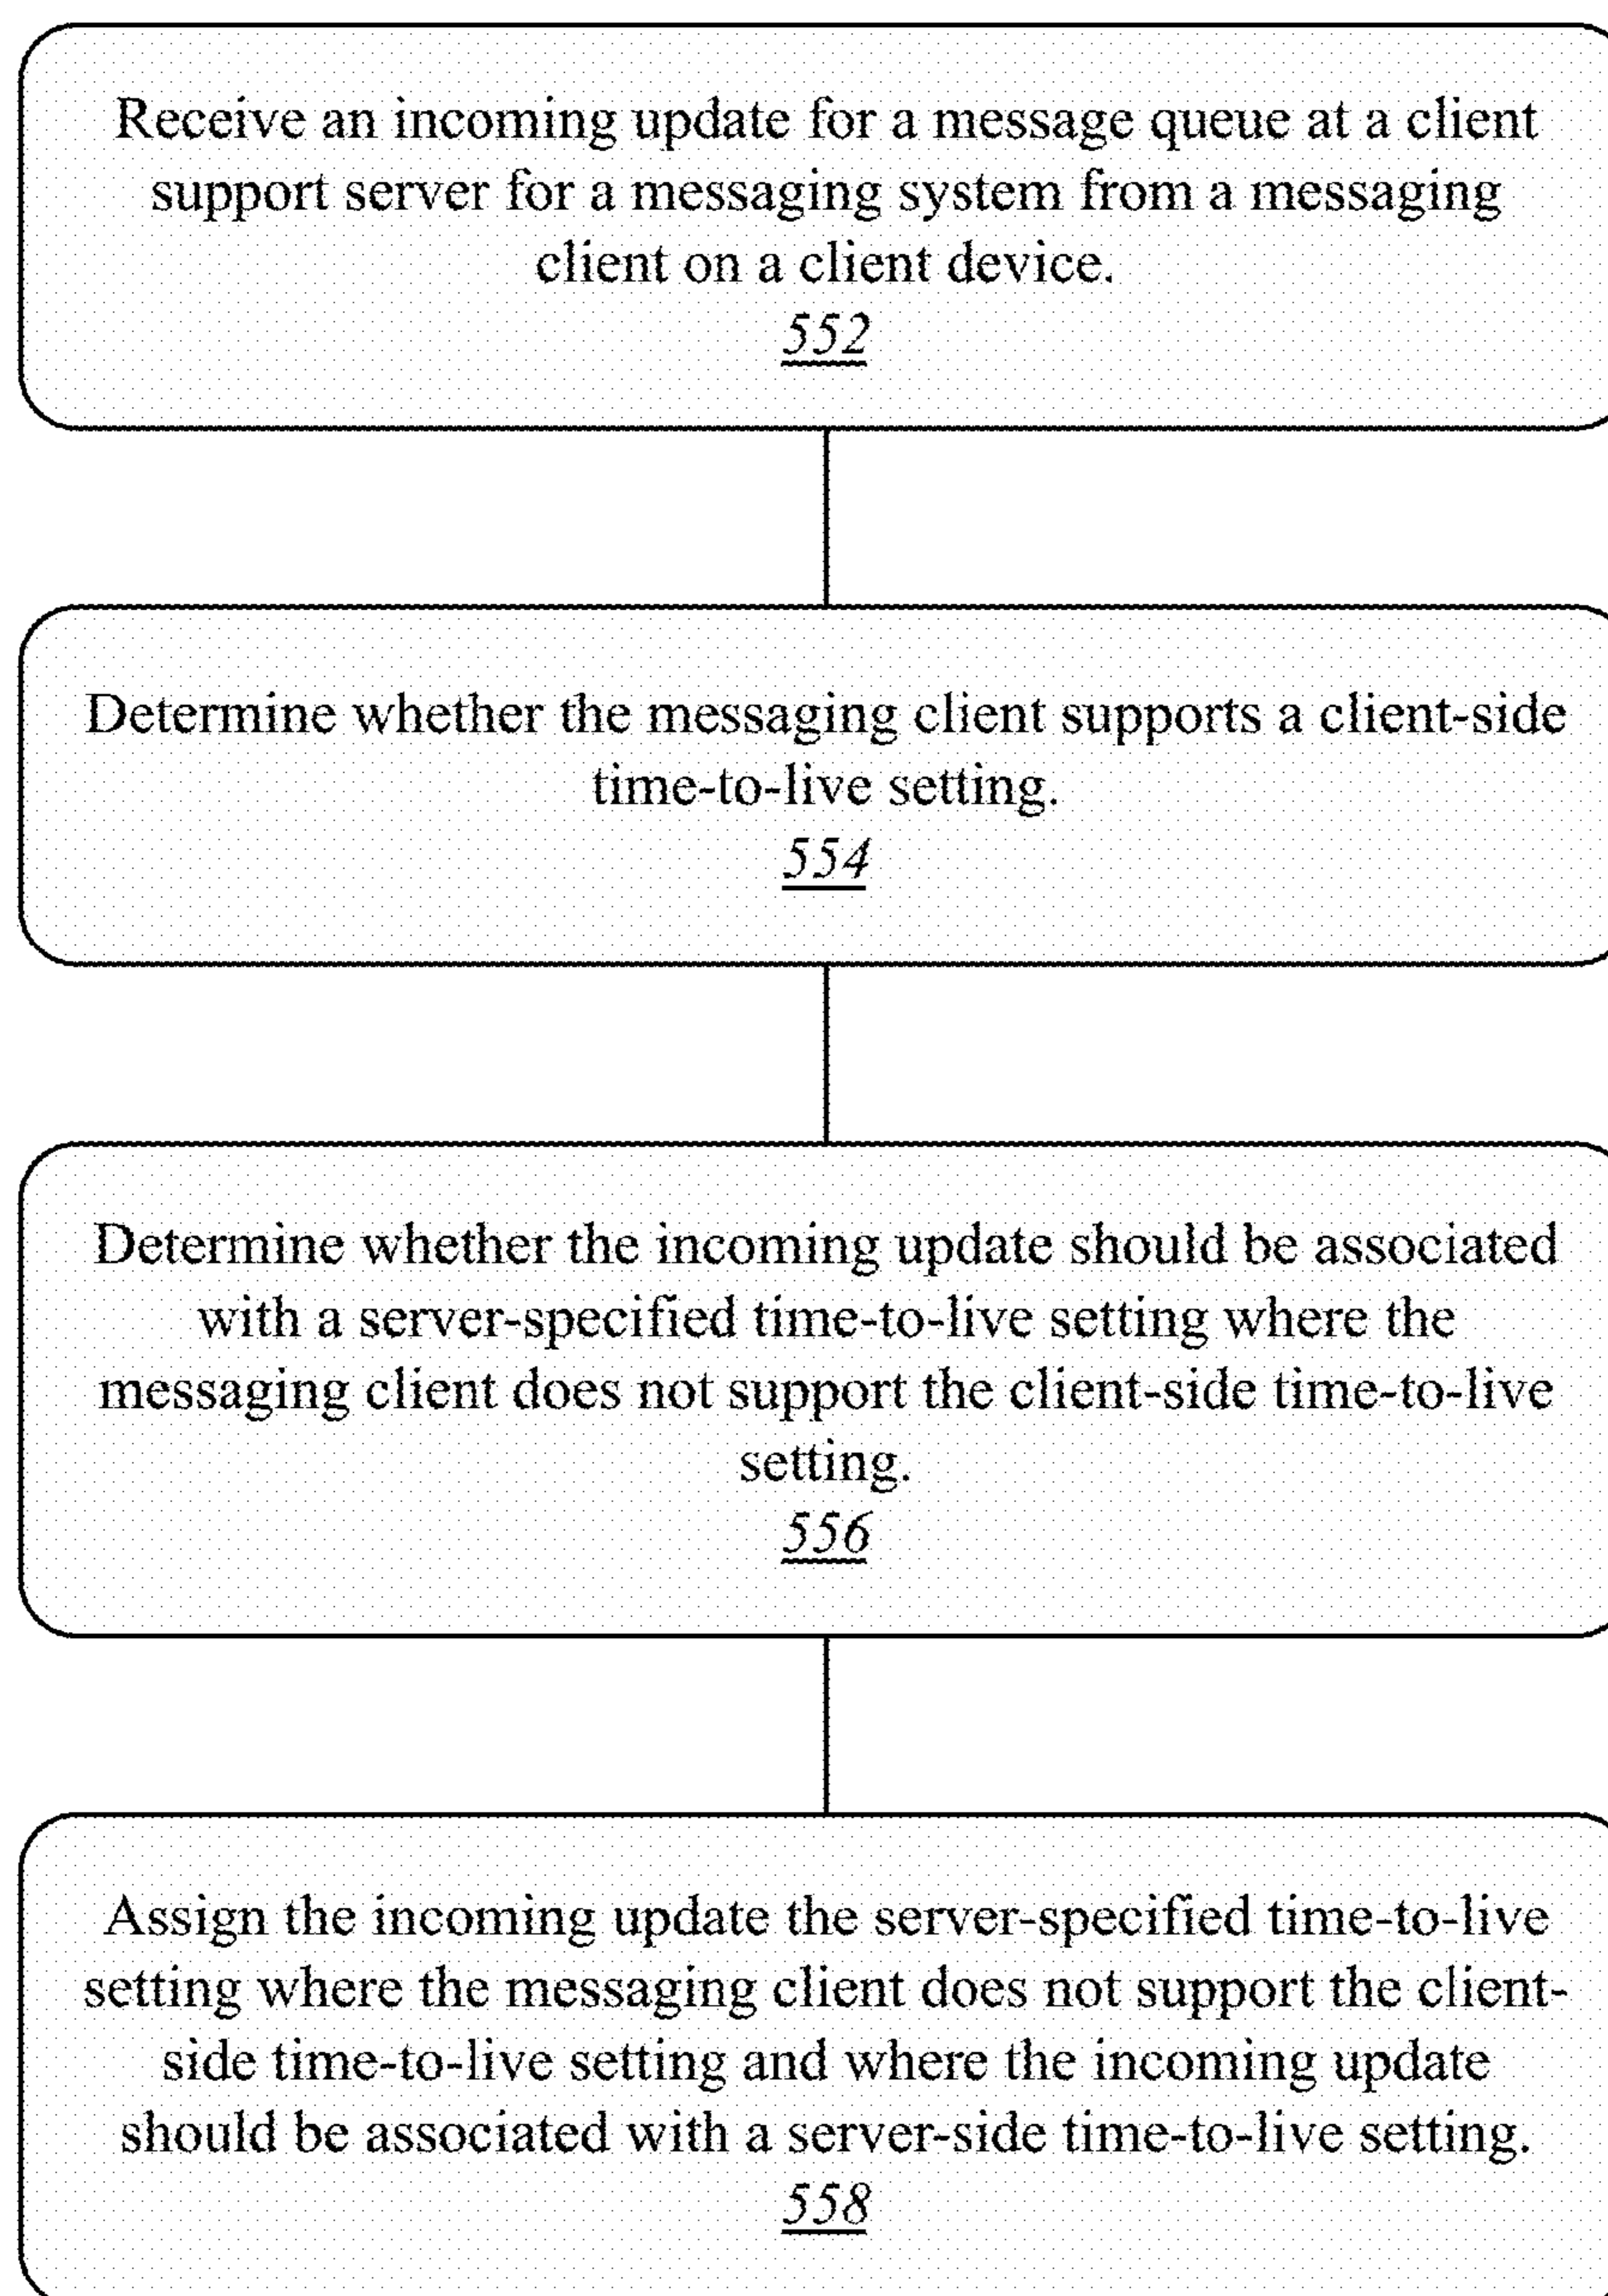 Receive an incoming update for a message queue at a client
support server for a messaging system from a messaging
client on a client device.
552
Determine whether the messaging client supports a client-side
time-to-live setting.
554
Determine whether the incoming update should be associated
with a server-specified time-to-live setting where the
messaging client does not support the client-side time-to-live
setting.
556
Assign the incoming update the server-specified time-to-live
setting where the messaging client does not support the client-
side time-to-live setting and where the incoming update
should be associated with a server-side time-to-live setting.
558